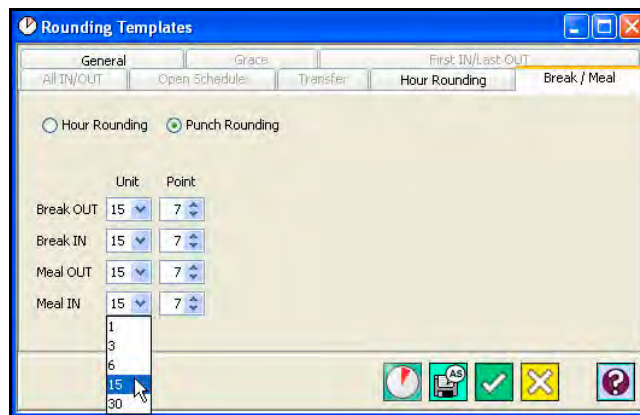 Rounding Templates
General Grace First IN/Last OUT
All IN/OUT Open Schedule Transfer Hour Rounding Break / Meal
Hour Rounding Punch Rounding
Unit Point
Break OUT 15 7
Break IN 15 7
Meal OUT 15 7
Meal IN 15 7
1
3
6
15
30
AS
?